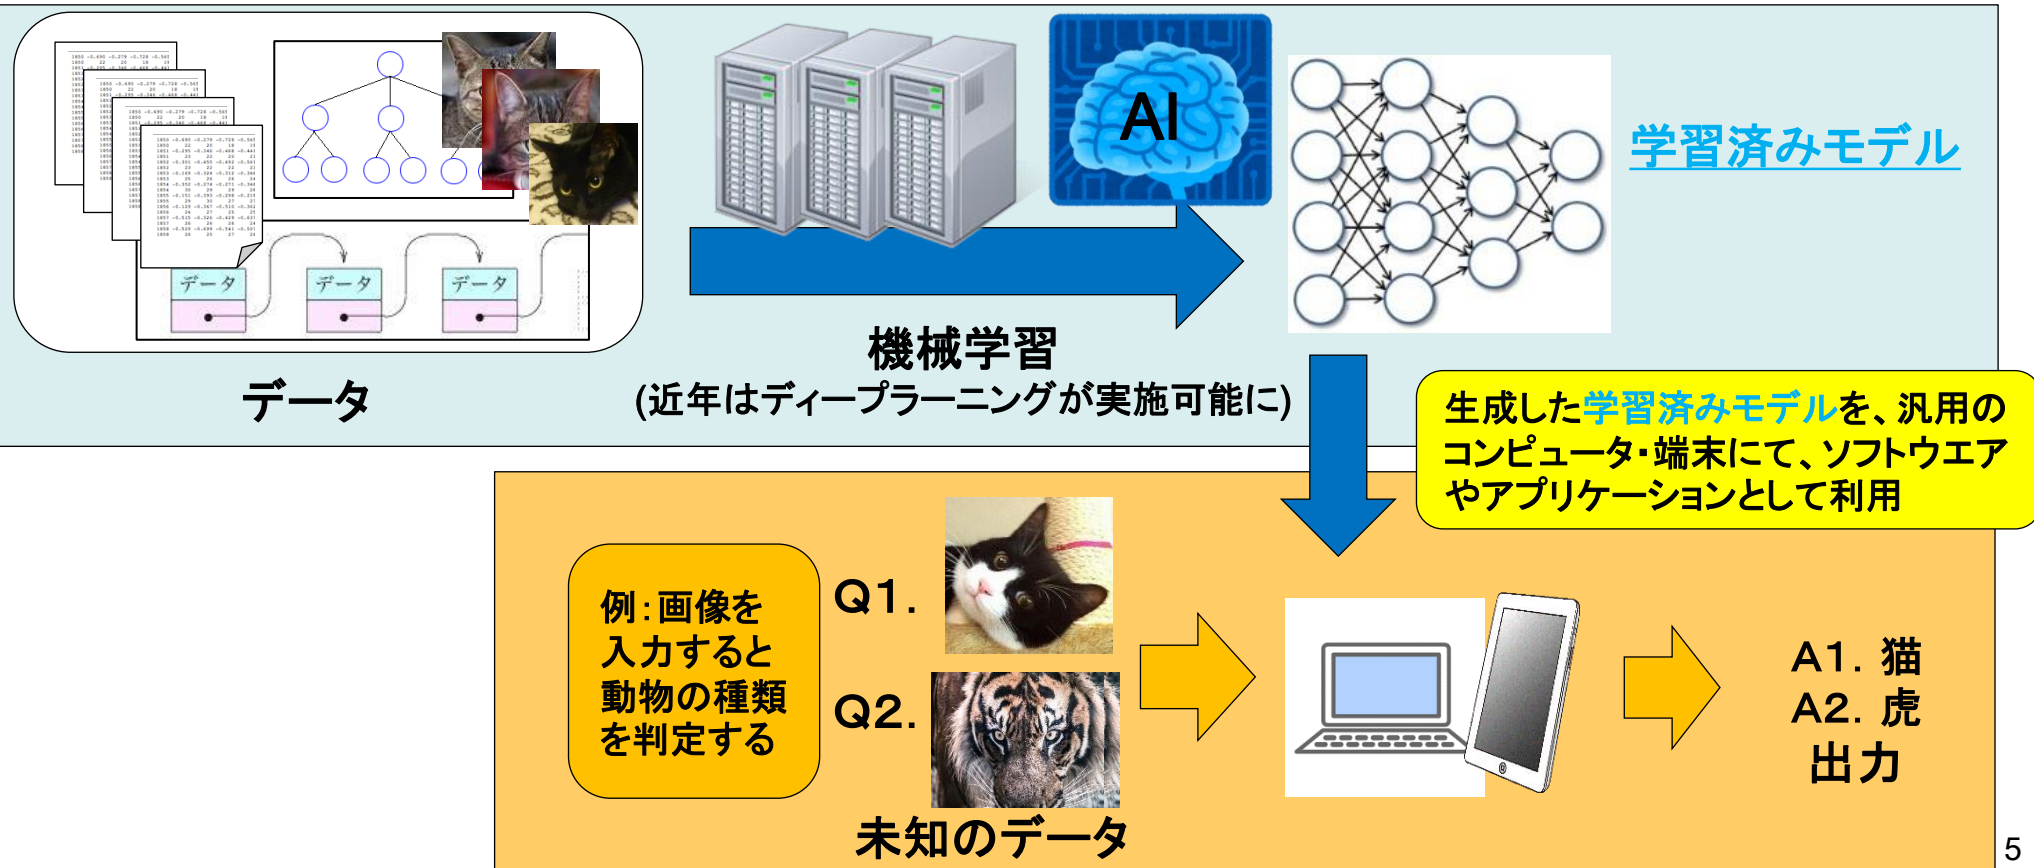 AI
学習済みモデル
データ
データ
データ
機械学習
(近年はディープラーニングが実施可能に)
データ
生成した学習済みモデルを、汎用の
コンピュータ・端末にて、ソフトウエア
やアプリケーションとして利用
例：画像を
入力すると
動物の種類
を判定する
Q1.
Q2.
未知のデータ
A1. 猫
A2. 虎
出力
5